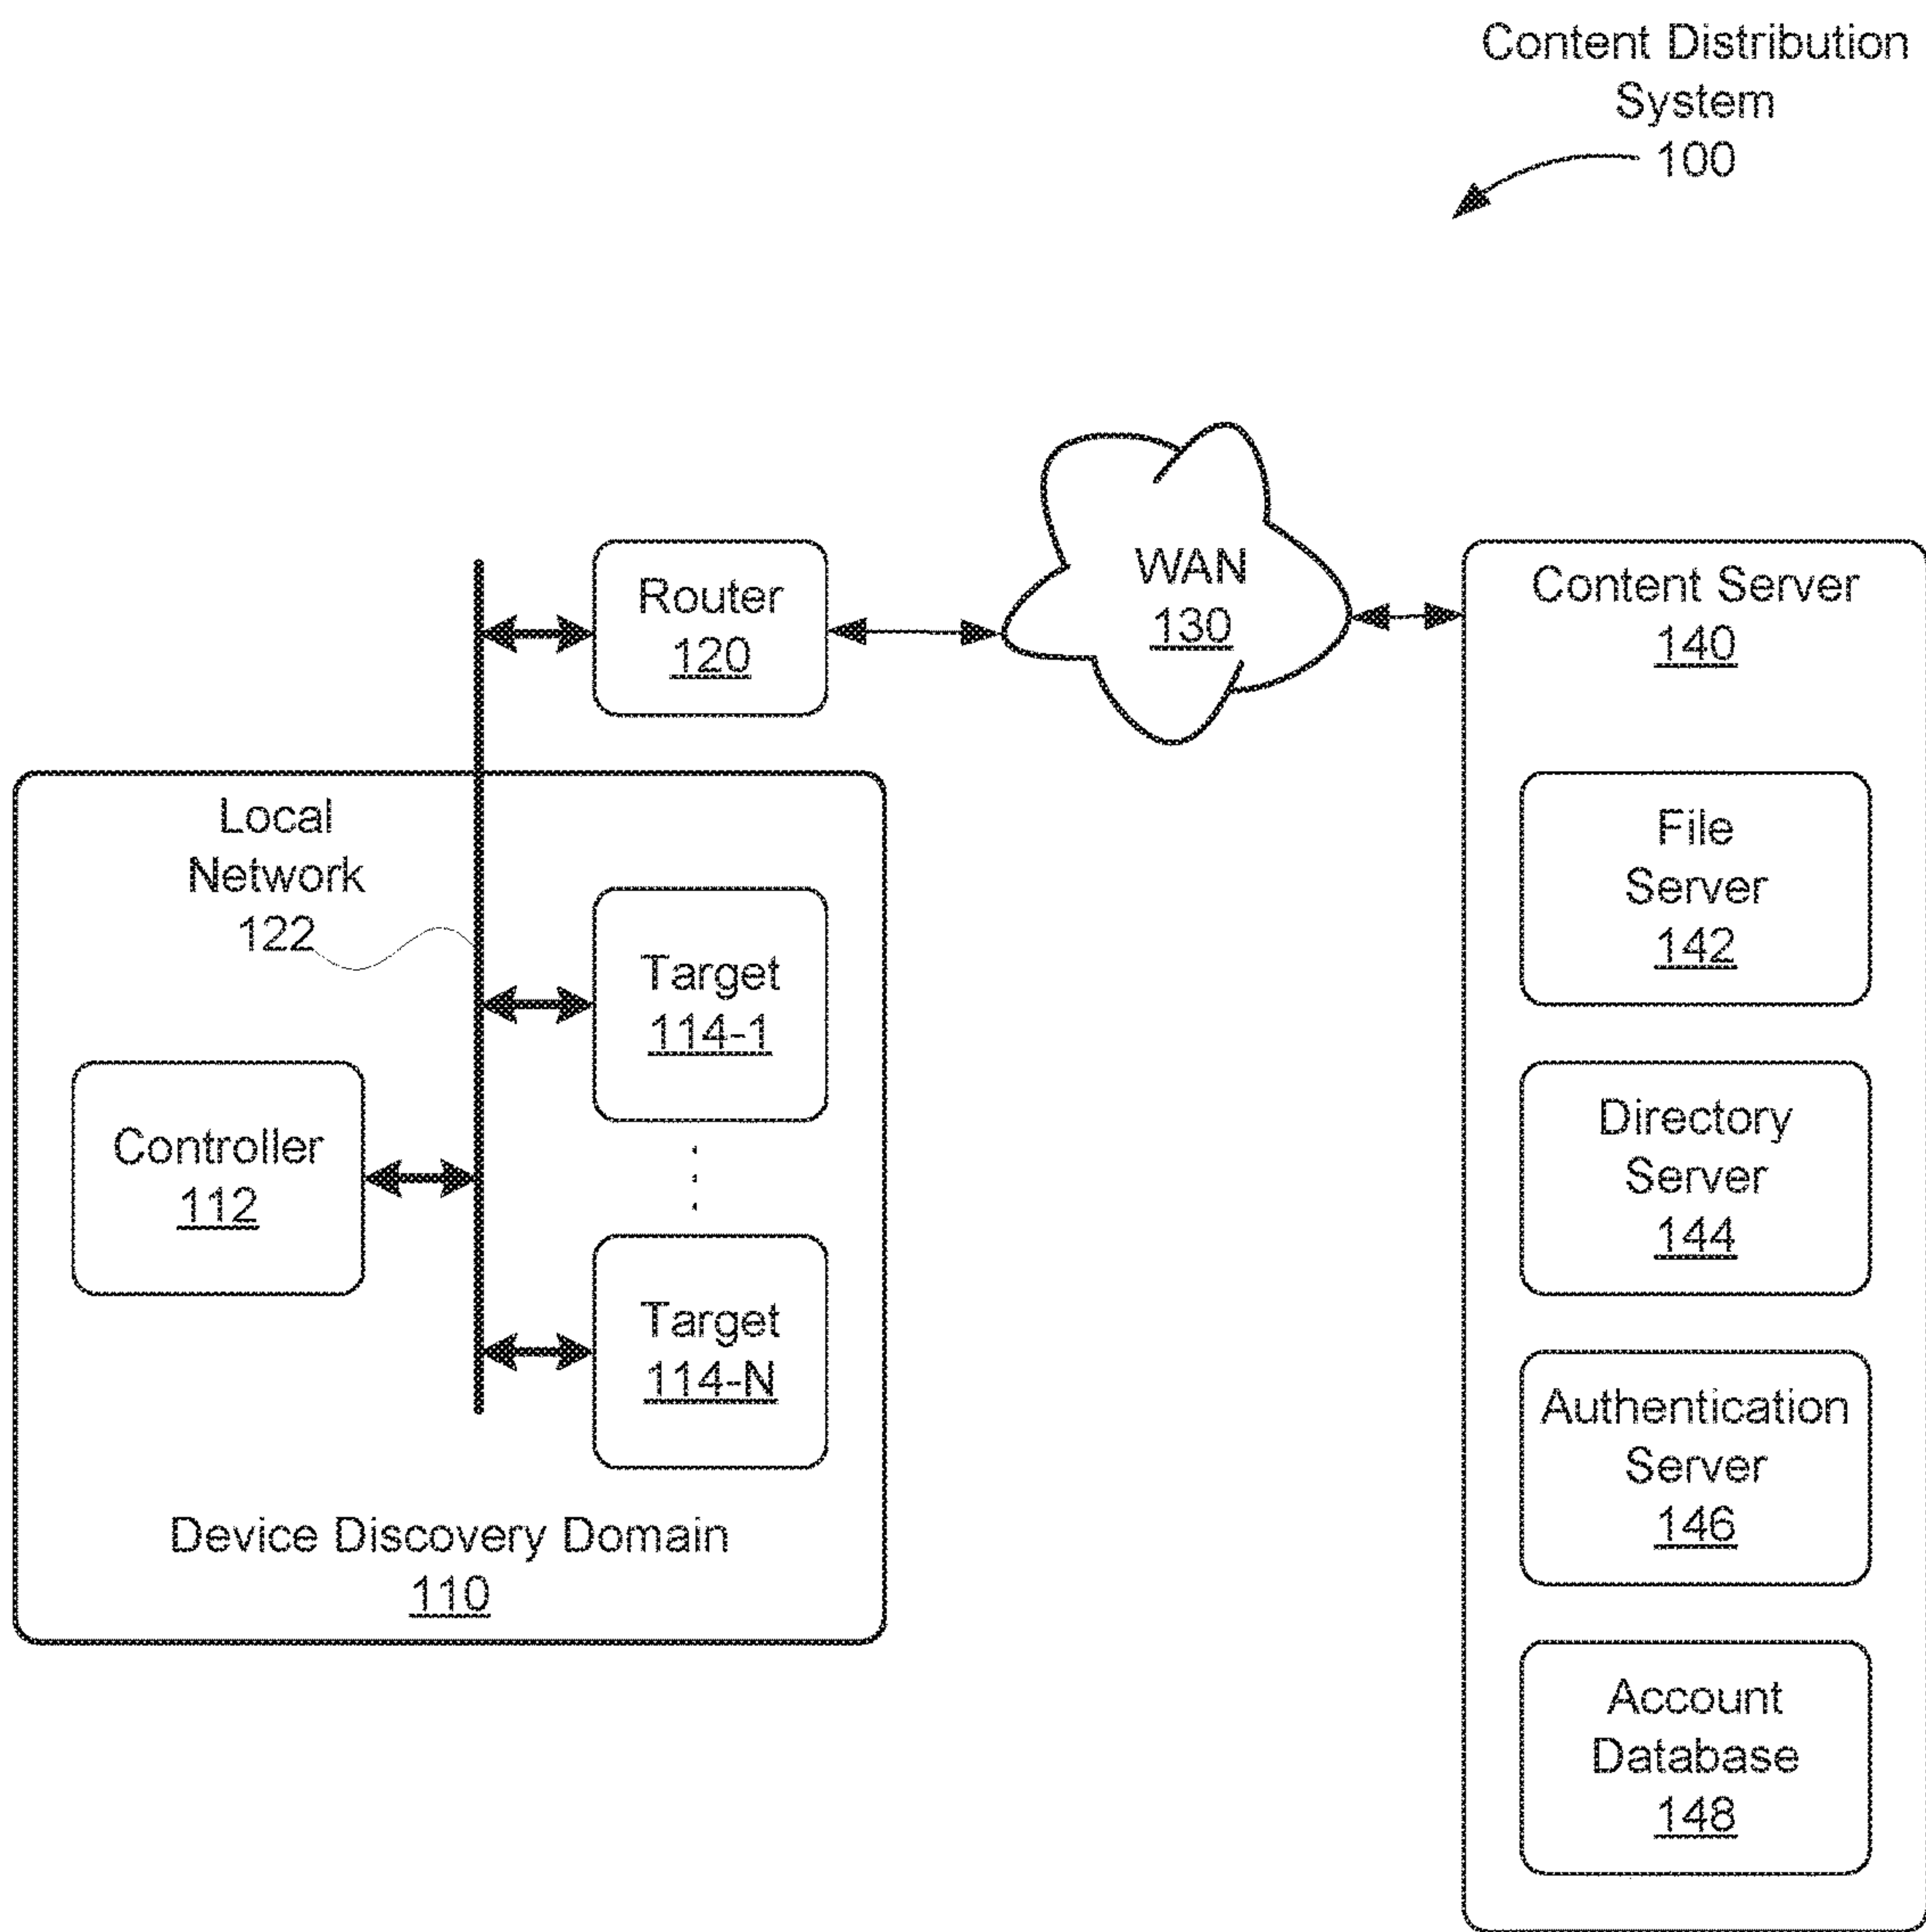 Content Distribution
System
100
Router
120
WAN
130
Content Server
140
Local
Network
122
Target
114-1
Controller
112
Target
114-N
Device Discovery Domain
110
File
Server
142
Directory
Server
144
Authentication
Server
146
Account
Database
148